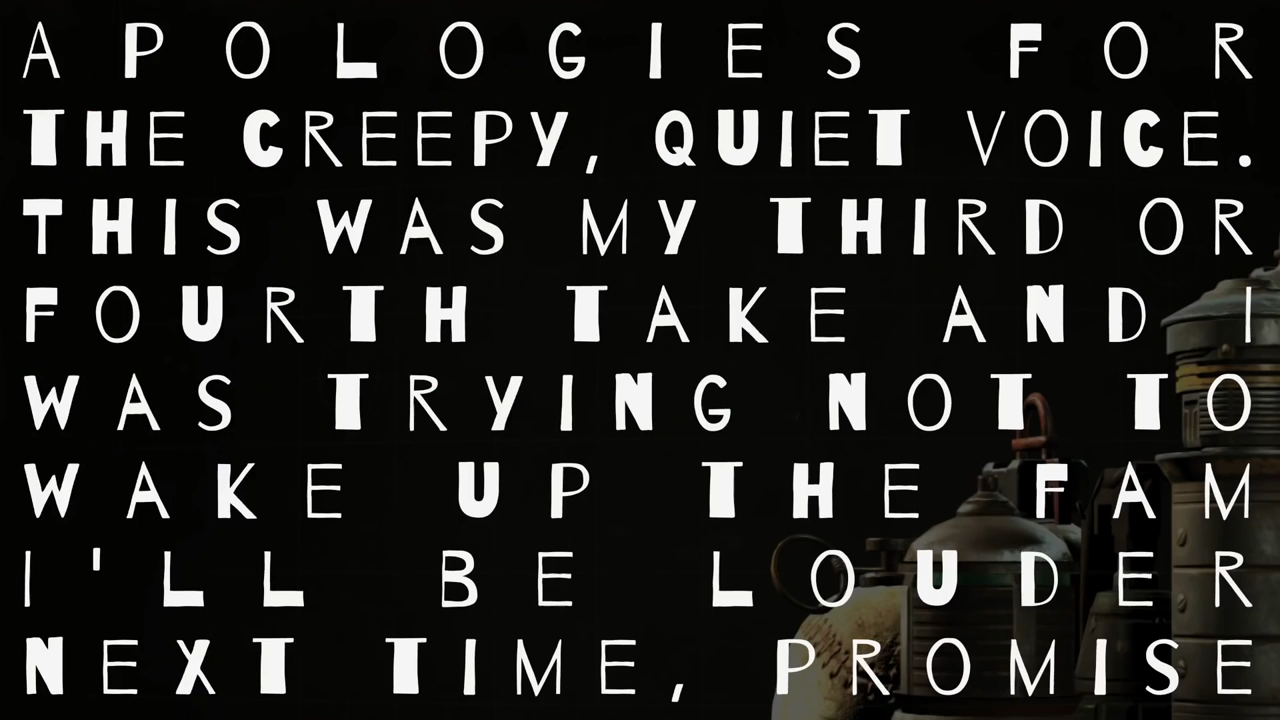 APOLOGIES FOR
THE CREEPY, QUIET VOICE.
THIS WAS MY THIRD OR
FOURTH TAKE AND I
WAS TRYING NOT TO
WAKE UP THE FAM
I'LL BE LOUDER
NEXT TIME, PROMISE